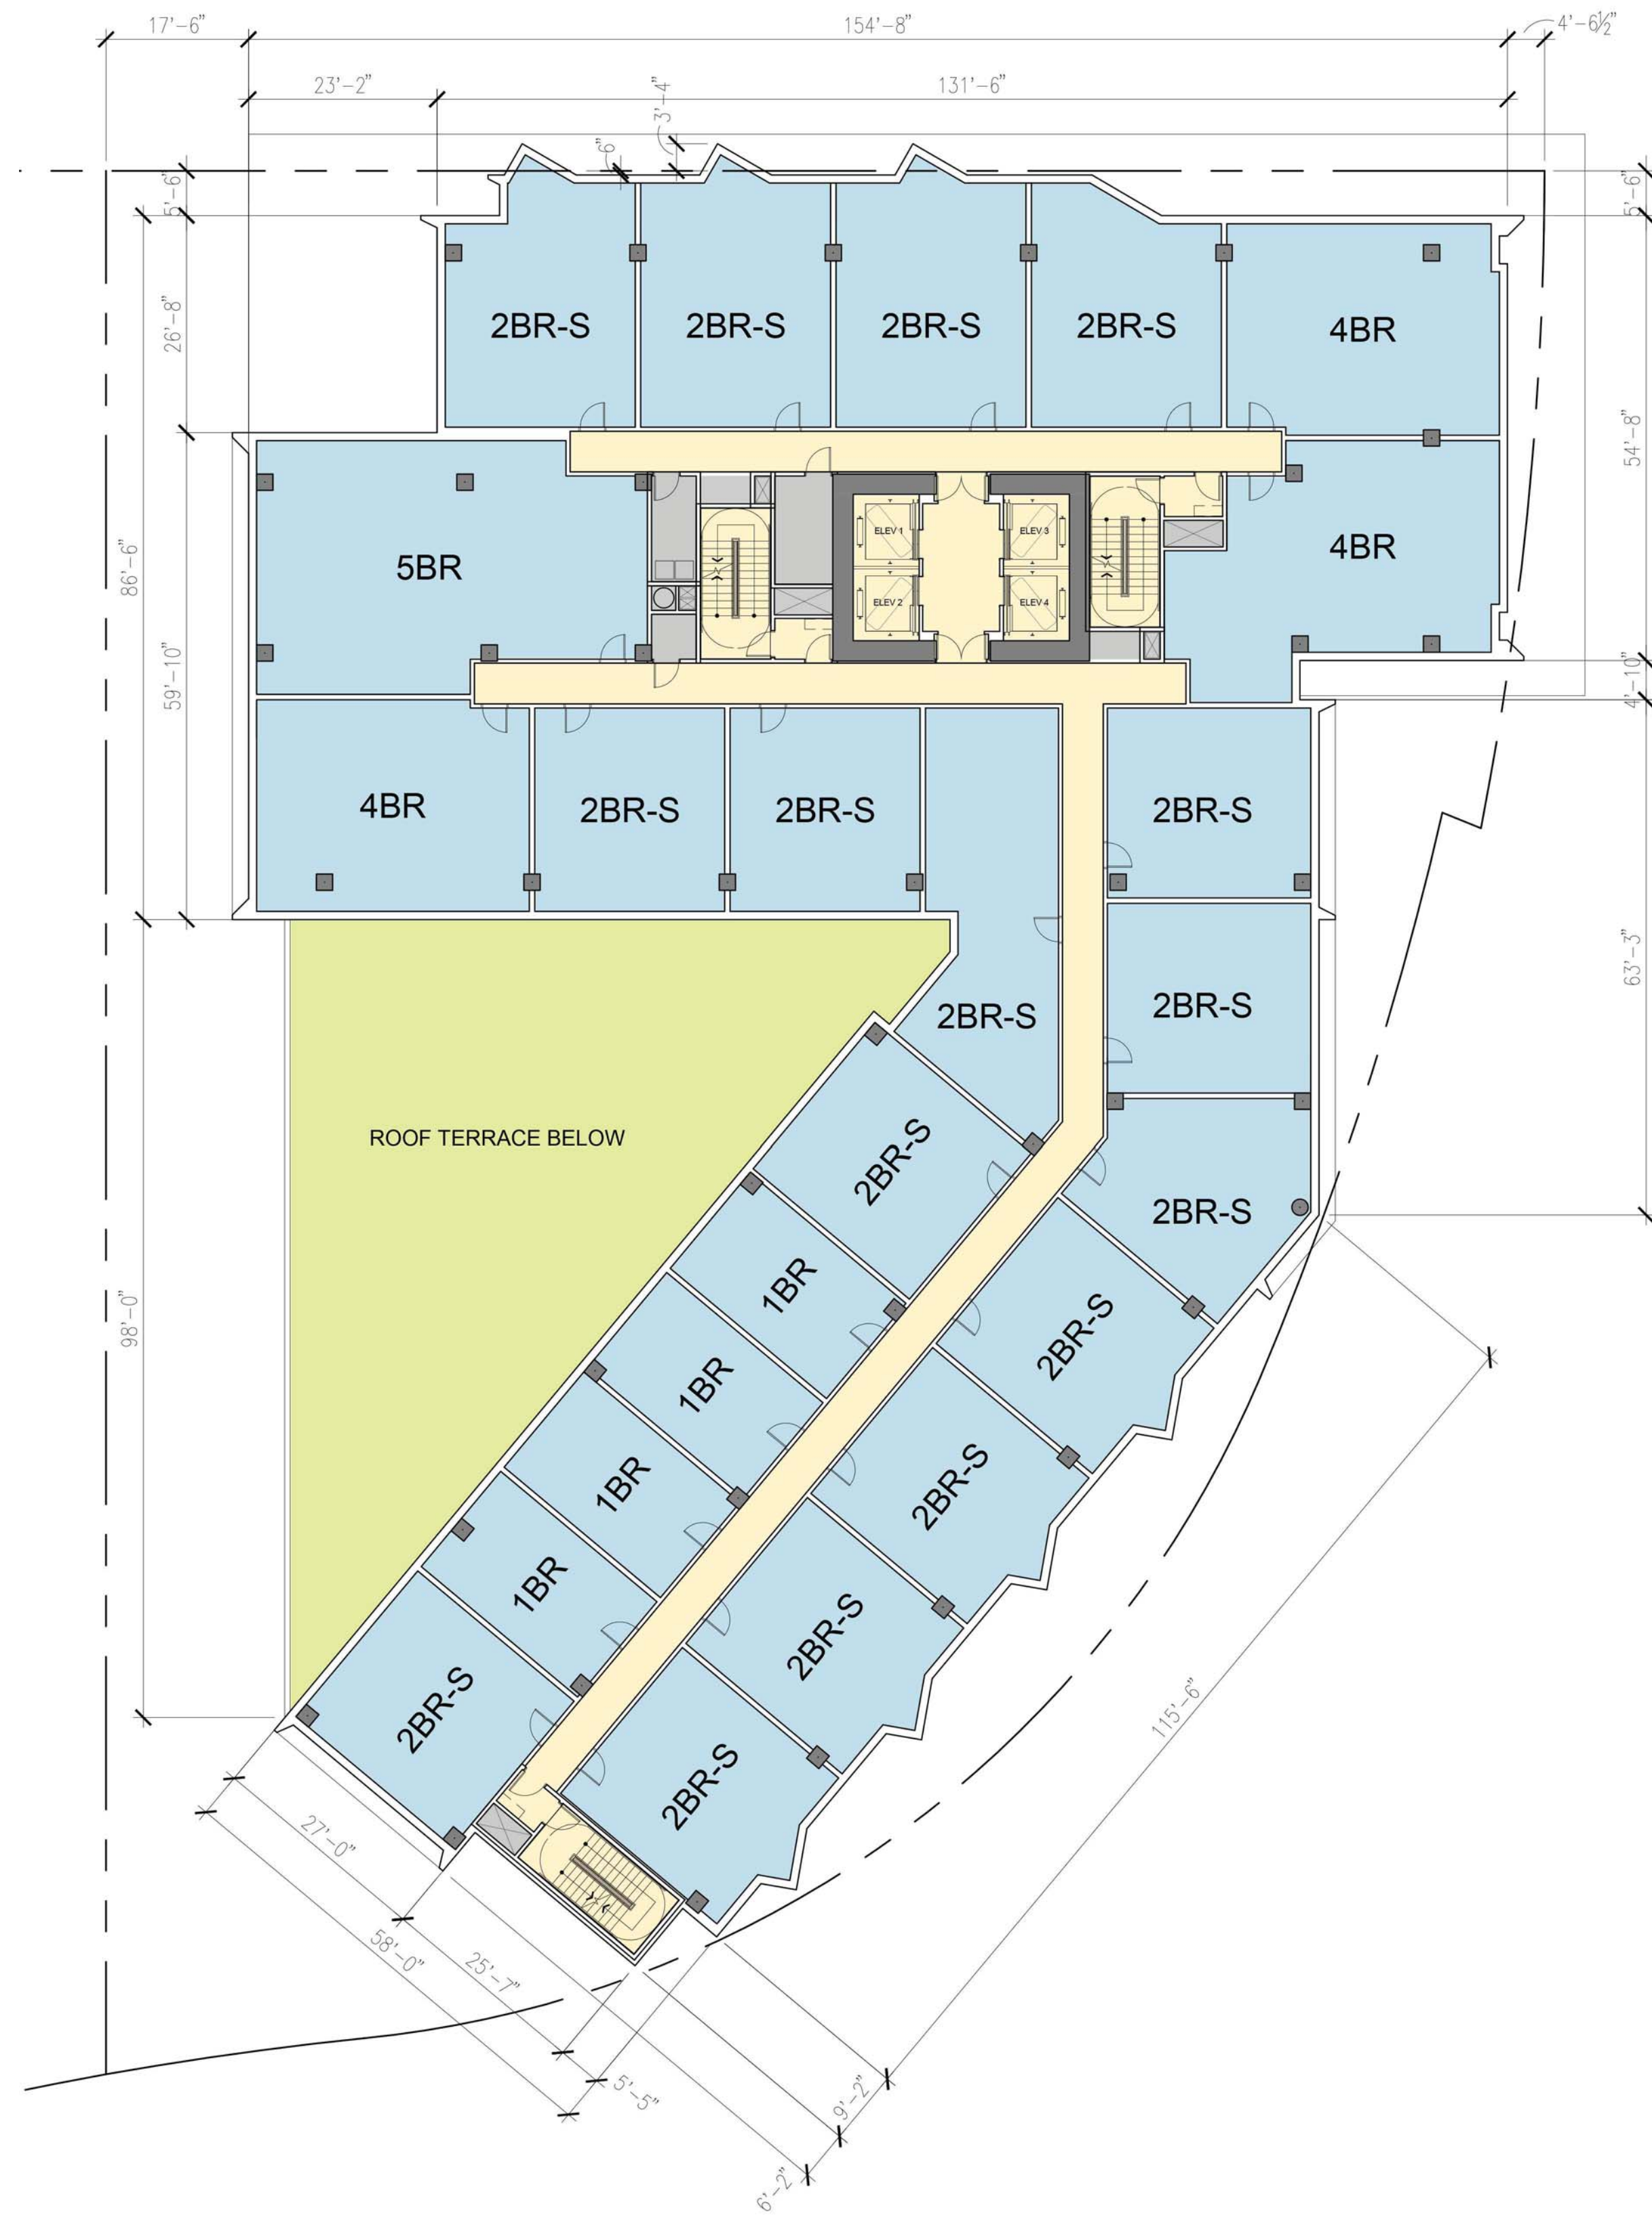 17'-6"
154'-8"
4'-6½"
23'-2"
131'-6"
3'-4"
6"
5'-6"
5'-6"
26'-8"
2BR-S
2BR-S
2BR-S
2BR-S
4BR
54'-8"
86'-6"
5BR
ELEV 1
ELEV 3
4BR
ELEV 2
ELEV 4
59'-10"
4'-10"
4BR
2BR-S
2BR-S
2BR-S
63'-3"
2BR-S
2BR-S
ROOF TERRACE BELOW
2BR-S
2BR-S
98'-0"
1BR
2BR-S
1BR
1BR
2BR-S
1BR
2BR-S
2BR-S
115'-6"
2BR-S
27'-0"
58'-0"
25'-7"
5'-5"
9'-2"
6'-2"